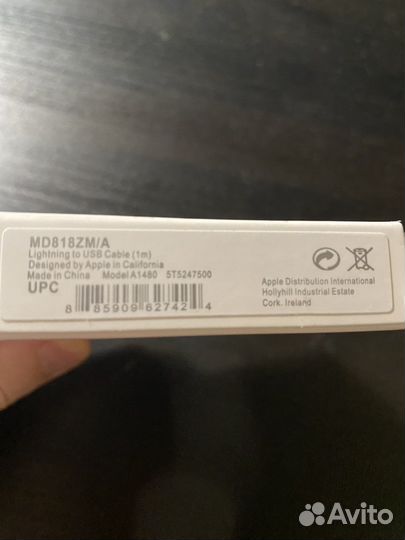 MD818ZM/A
Lightning to USB Cable (1m)
Designed by Apple in California
Made in China Model A1480 5T5247500
UPC
8 85909 62742 4
Apple Distribution International
Hollyhill Industrial Estate
Cork. Ireland
Avito